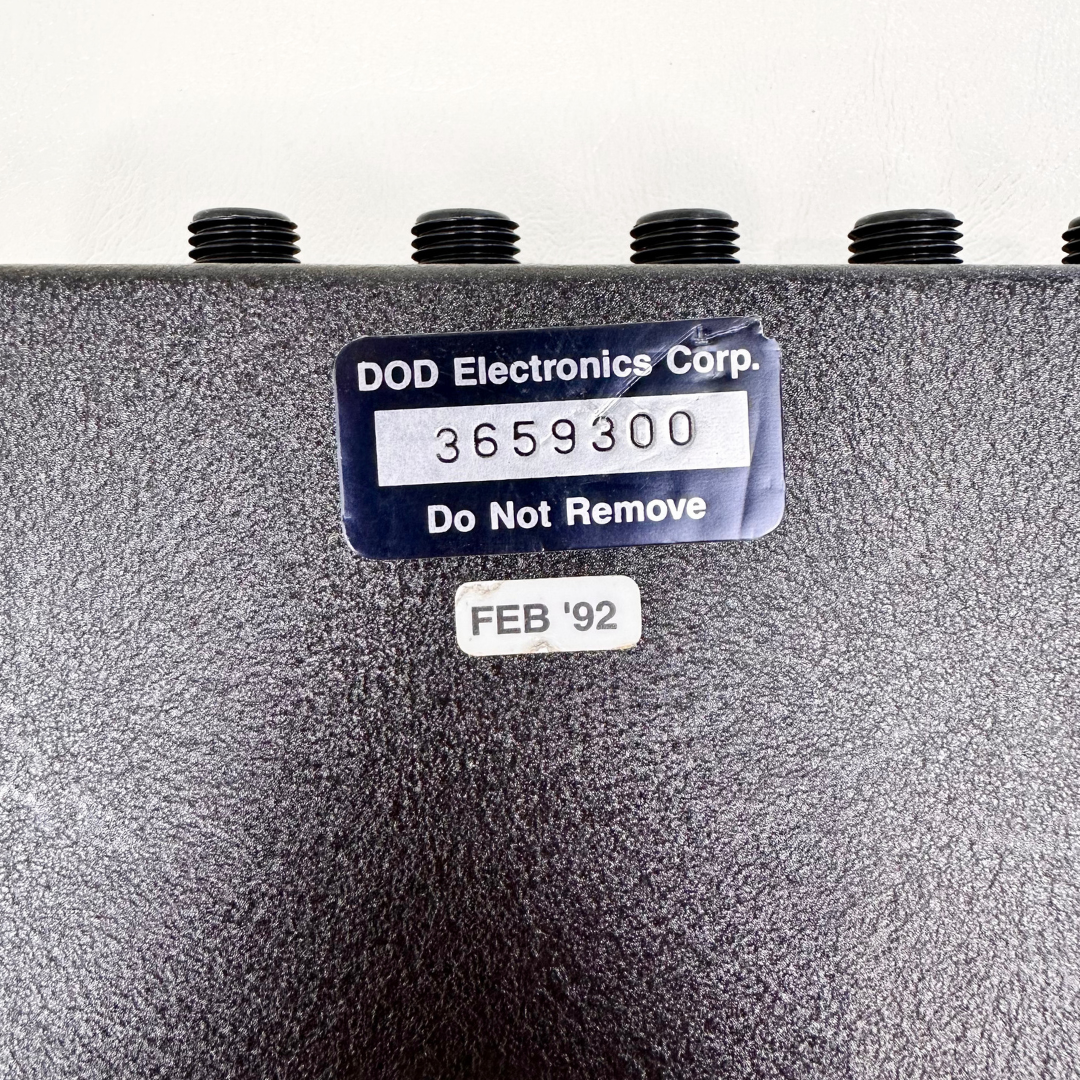 DOD Electronics Corp.
3659300
Do Not Remove
FEB '92